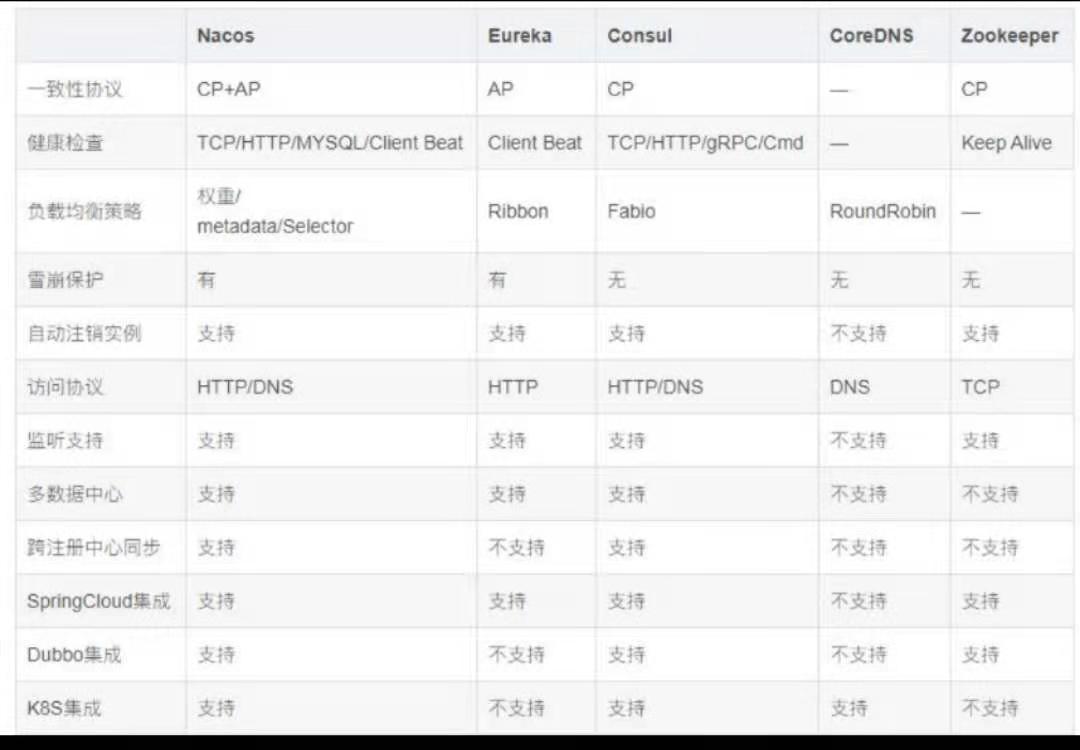 Nacos Eureka Consul CoreDNS Zookeeper
一致性协议 CP+AP AP CP — CP
健康检查 TCP/HTTP/MYSQL/Client Beat Client Beat TCP/HTTP/gRPC/Cmd — Keep Alive
负载均衡策略 权重/
metadata/Selector Ribbon Fabio RoundRobin —
雪崩保护 有 有 无 无 无
自动注销实例 支持 支持 支持 不支持 支持
访问协议 HTTP/DNS HTTP HTTP/DNS DNS TCP
监听支持 支持 支持 支持 不支持 支持
多数据中心 支持 支持 支持 不支持 不支持
跨注册中心同步 支持 不支持 支持 不支持 不支持
SpringCloud集成 支持 支持 支持 不支持 支持
Dubbo集成 支持 不支持 支持 不支持 支持
K8S集成 支持 不支持 支持 支持 不支持